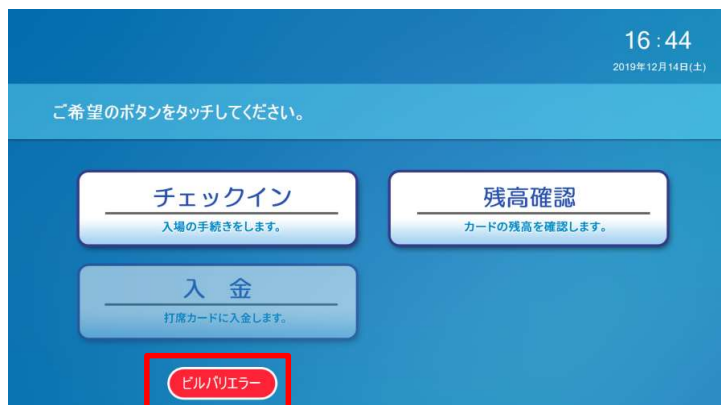 16:44
2019年12月14日(土)
ご希望のボタンをタッチしてください。
チェックイン
入場の手続きをします。
残高確認
カードの残高を確認します。
入 金
打席カードに入金します。
ビルバリエラー